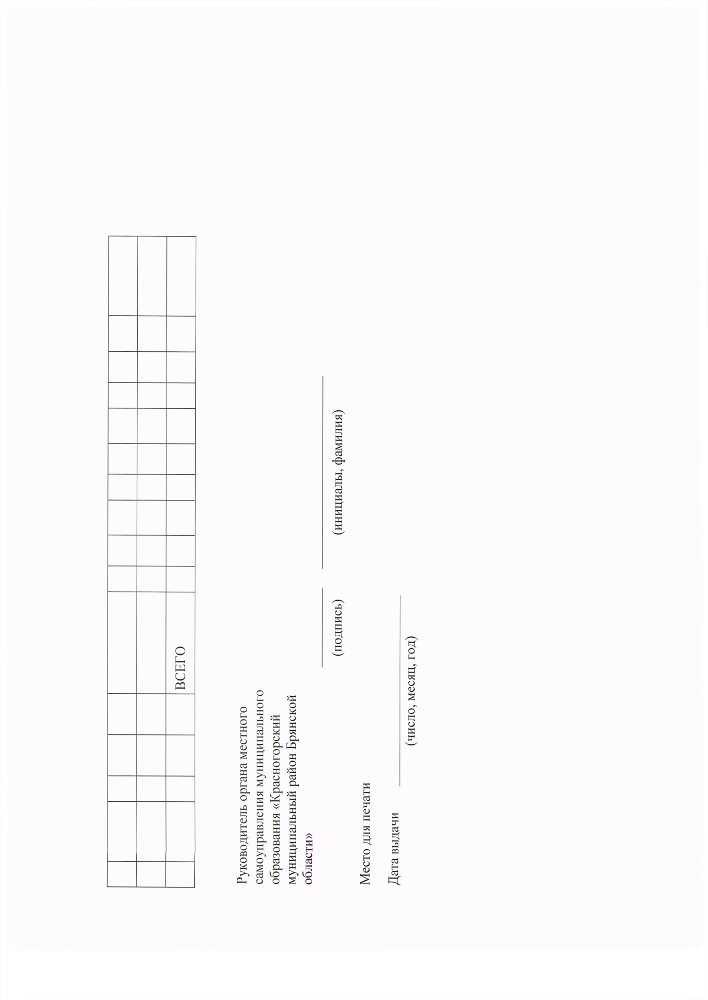 ВСЕГО
Руководитель органа местного
самоуправления муниципального
образования «Красногорский
муниципальный район Брянской
области»
(подпись) (инициалы, фамилия)
Место для печати
Дата выдачи
(число, месяц, год)